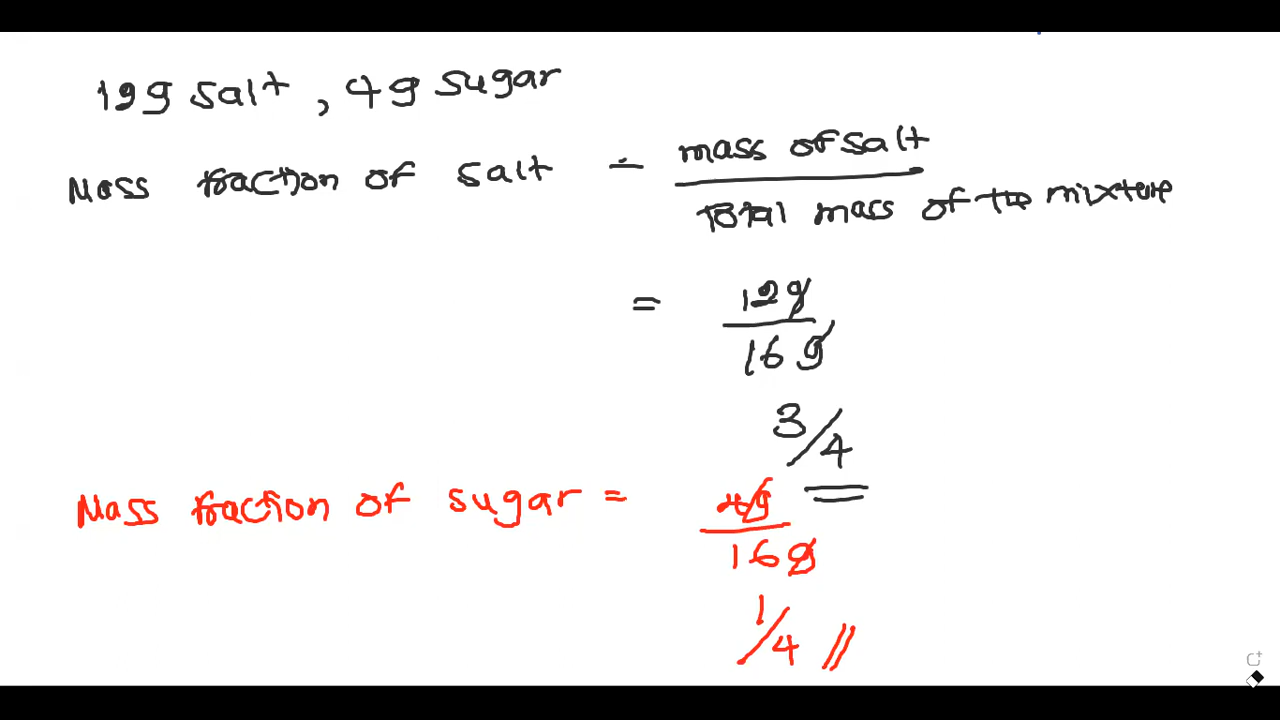 12g salt, 4g sugar
Mass fraction of salt = mass of salt
Total mass of the mixture
= 12g
16g
3/4
Mass fraction of sugar = 4g
16g
1/4 //